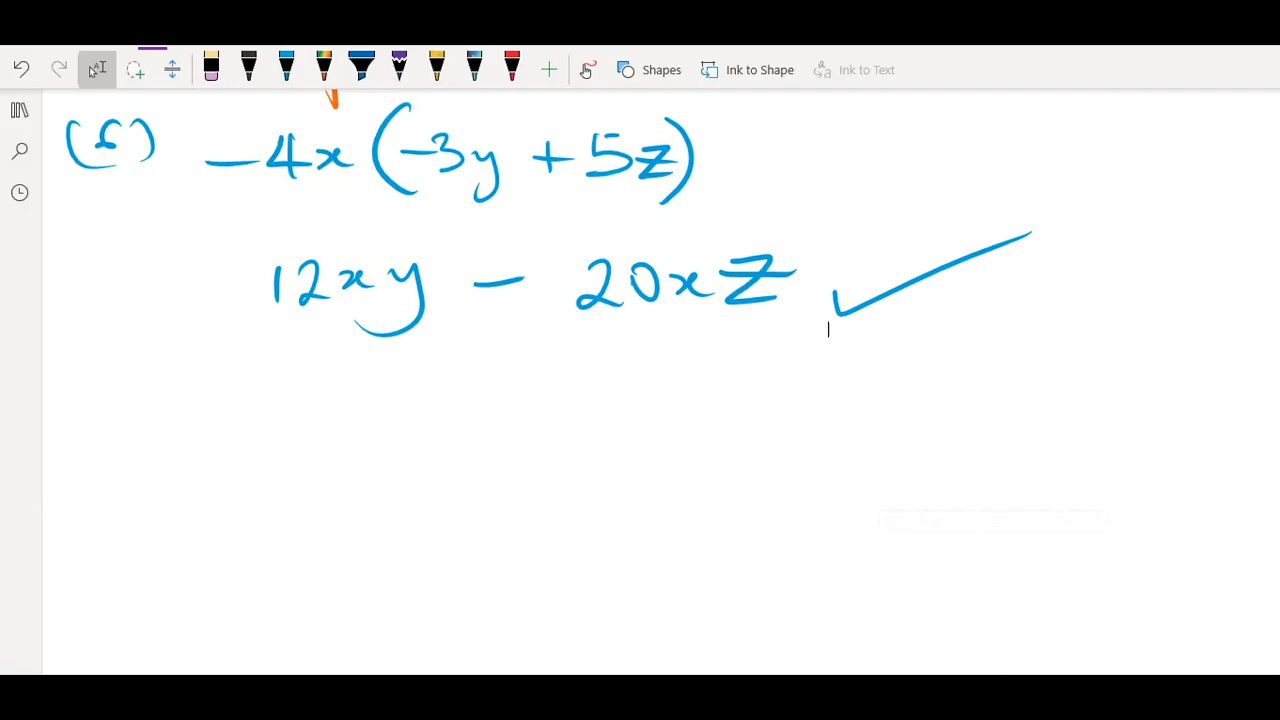 Shapes Ink to Shape Ink to Text
(f) -4x(-3y + 5z)
12xy - 20xz ✓